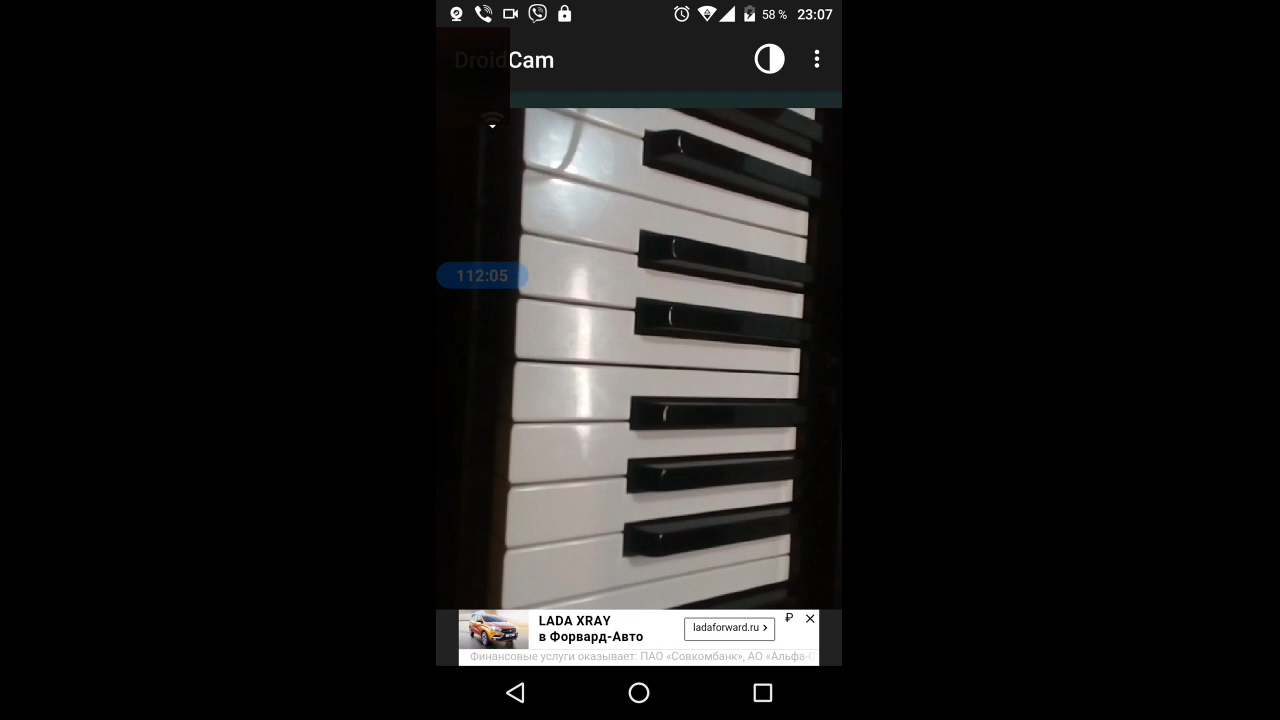 58 % 23:07
DroidCam
112:05
LADA XRAY
в Форвард-Авто
ladaforward.ru
₽
Финансовые услуги оказывает: ПАО «Совкомбанк», АО «Альфа-